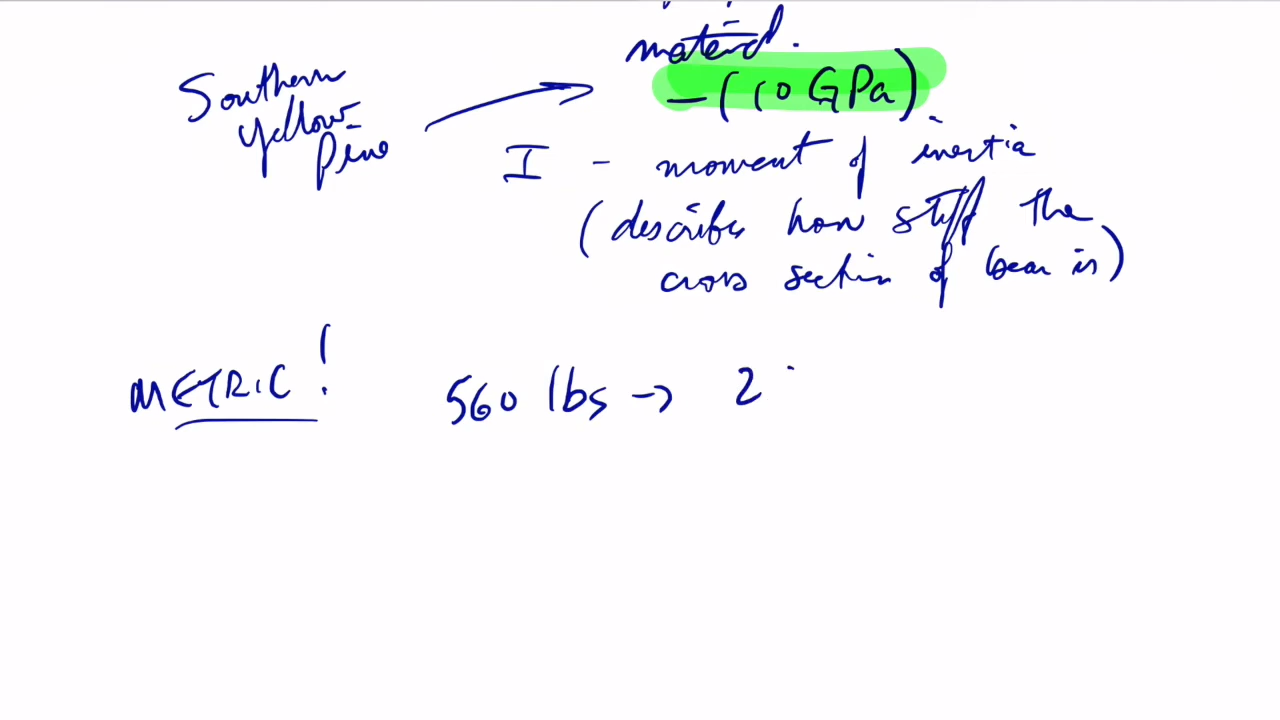 material.
Southern
Yellow
Pine
– (10 GPa)
I – moment of inertia
(describes how stiff the
cross section of beam is)
METRIC!
560 lbs → 2